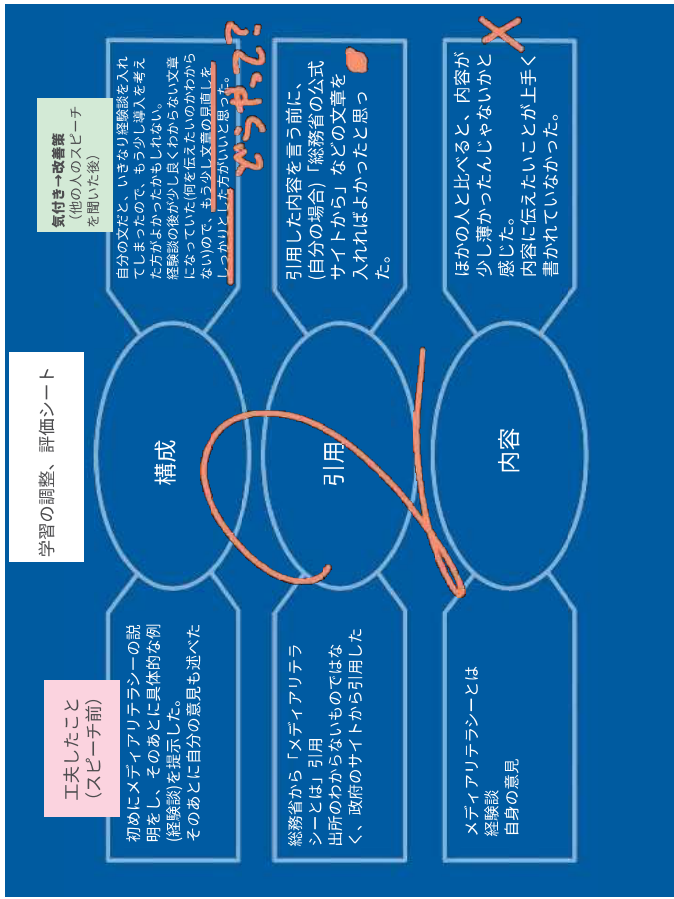 学習の調整、評価シート
工夫したこと
（スピーチ前）
気付き→改善策
（他の人のスピーチ
を聞いた後）
初めにメディアリテラシーの説
明をし、そのあとに具体的な例
(経験談)を提示した。
そのあとに自分の意見も述べた
構成
自分の文だと、いきなり経験談を入れ
てしまったので、もう少し導入を考え
た方がよかったかもしれない。
経験談の後が少し良くわからない文章
になっていた(何を伝えたいのかわから
ない)ので、もう少し文章の見直しを
しっかりとした方がいいと思った。
どうやって?
総務省から「メディアリテラ
シーとは」引用
出所のわからないものではな
く、政府のサイトから引用した
引用
引用した内容を言う前に、
(自分の場合)「総務省の公式
サイトから」などの文章を
入れればよかったと思っ
た。
メディアリテラシーとは
経験談
自身の意見
内容
ほかの人と比べると、内容が
少し薄かったんじゃないかと
感じた。
内容に伝えたいことが上手く
書かれていなかった。